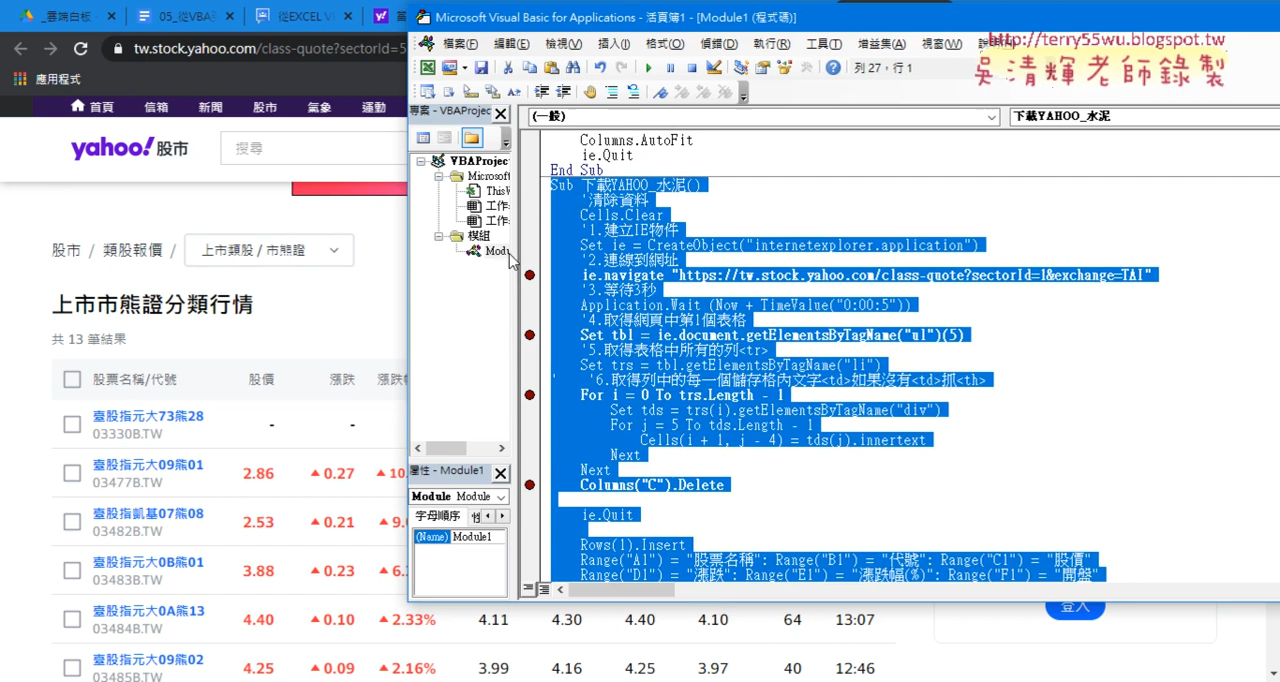 _雲端白板
05_從VBA
從EXCEL V
Microsoft Visual Basic for Applications - 活頁簿1 - [Module1 (程式碼)]
tw.stock.yahoo.com/class-quote?sectorId=5
檔案(F) 編輯(E) 檢視(V) 插入(I) 格式(O) 偵錯(D) 執行(R) 工具(T) 增益集(A) 視窗(W)
http://terry55wu.blogspot.tw
吳清輝老師錄製
列 27，行 1
應用程式
首頁 信箱 新聞 股市 氣象 運動
專案 - VBAProjec
(一般)
下載YAHOO_水泥
yahoo!股市
搜尋
VBAProjec
Microsoft
ThisW
工作
工作
模組
Modu
Columns.AutoFit
ie.Quit
End Sub
Sub 下載YAHOO_水泥()
'清除資料
Cells.Clear
'1.建立IE物件
Set ie = CreateObject("internetexplorer.application")
'2.連線到網址
ie.navigate "https://tw.stock.yahoo.com/class-quote?sectorId=1&exchange=TAI"
'3.等待3秒
Application.Wait (Now + TimeValue("0:00:5"))
'4.取得網頁中第1個表格
Set tbl = ie.document.getElementsByTagName("ul")(5)
'5.取得表格中所有的列<tr>
Set trs = tbl.getElementsByTagName("li")
' '6.取得列中的每一個儲存格內文字<td>如果沒有<td>抓<th>
For i = 0 To trs.Length - 1
Set tds = trs(i).getElementsByTagName("div")
For j = 5 To tds.Length - 1
Cells(i + 1, j - 4) = tds(j).innertext
Next
Next
Columns("C").Delete
ie.Quit
Rows(1).Insert
Range("A1") = "股票名稱": Range("B1") = "代號": Range("C1") = "股價"
Range("D1") = "漲跌": Range("E1") = "漲跌幅(%)": Range("F1") = "開盤"
屬性 - Module1
Module Module
字母順序
(Name) Module1
股市 / 類股報價 / 上市類股 / 市熊證
上市市熊證分類行情
共 13 筆結果
股票名稱/代號 股價 漲跌
臺股指元大73熊28
03330B.TW
- -
臺股指元大09熊01
03477B.TW
2.86 0.27 10
臺股指凱基07熊08
03482B.TW
2.53 0.21 9.
臺股指元大0B熊01
03483B.TW
3.88 0.23 6.
臺股指元大0A熊13
03484B.TW
4.40 0.10 2.33% 4.11 4.30 4.40 4.10 64 13:07
臺股指元大09熊02
03485B.TW
4.25 0.09 2.16% 3.99 4.16 4.25 3.97 40 12:46
登入